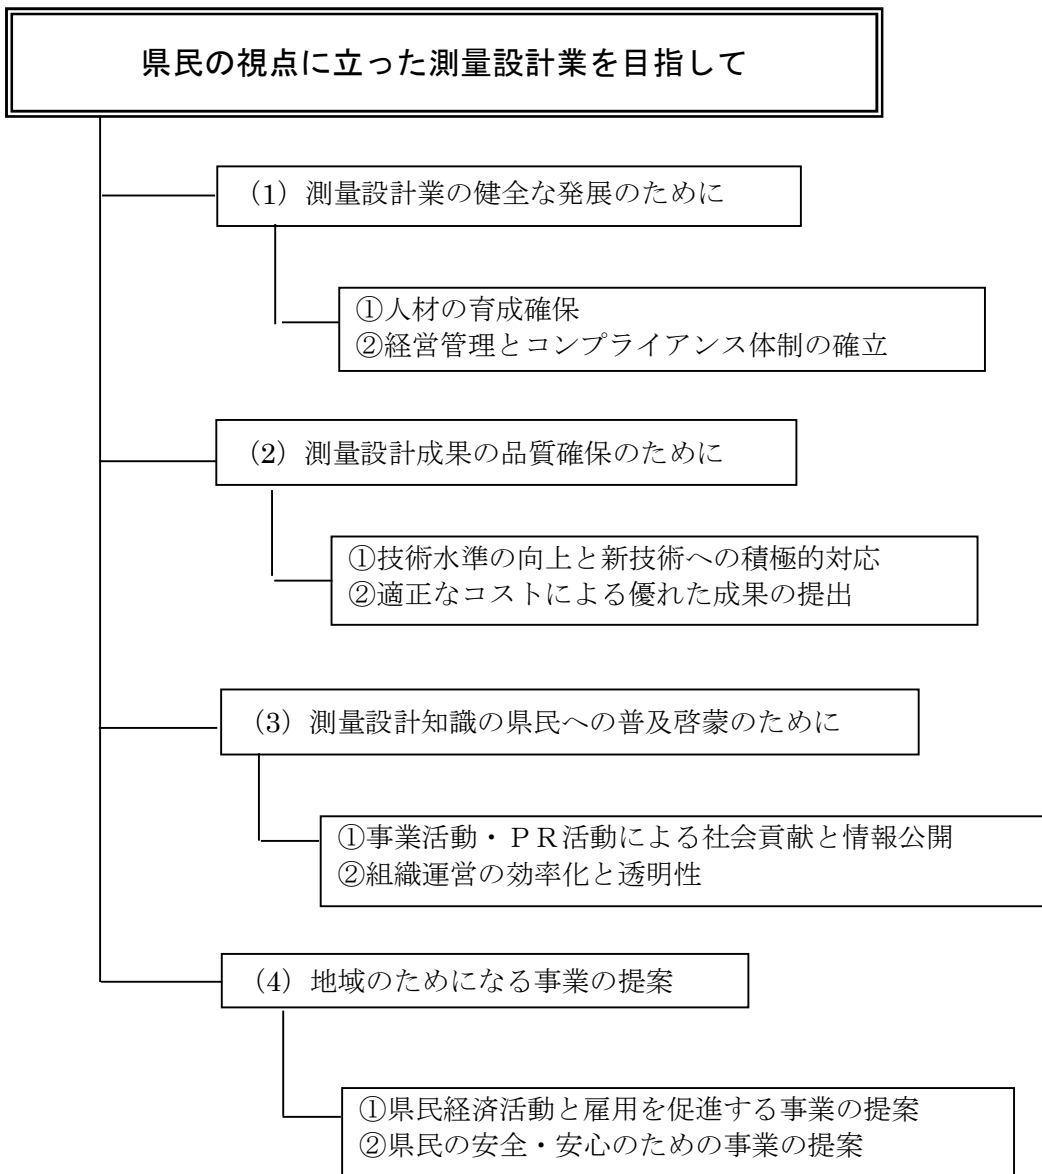 県民の視点に立った測量設計業を目指して
（1）測量設計業の健全な発展のために
①人材の育成確保
②経営管理とコンプライアンス体制の確立
（2）測量設計成果の品質確保のために
①技術水準の向上と新技術への積極的対応
②適正なコストによる優れた成果の提出
（3）測量設計知識の県民への普及啓蒙のために
①事業活動・ＰＲ活動による社会貢献と情報公開
②組織運営の効率化と透明性
（4）地域のためになる事業の提案
①県民経済活動と雇用を促進する事業の提案
②県民の安全・安心のための事業の提案